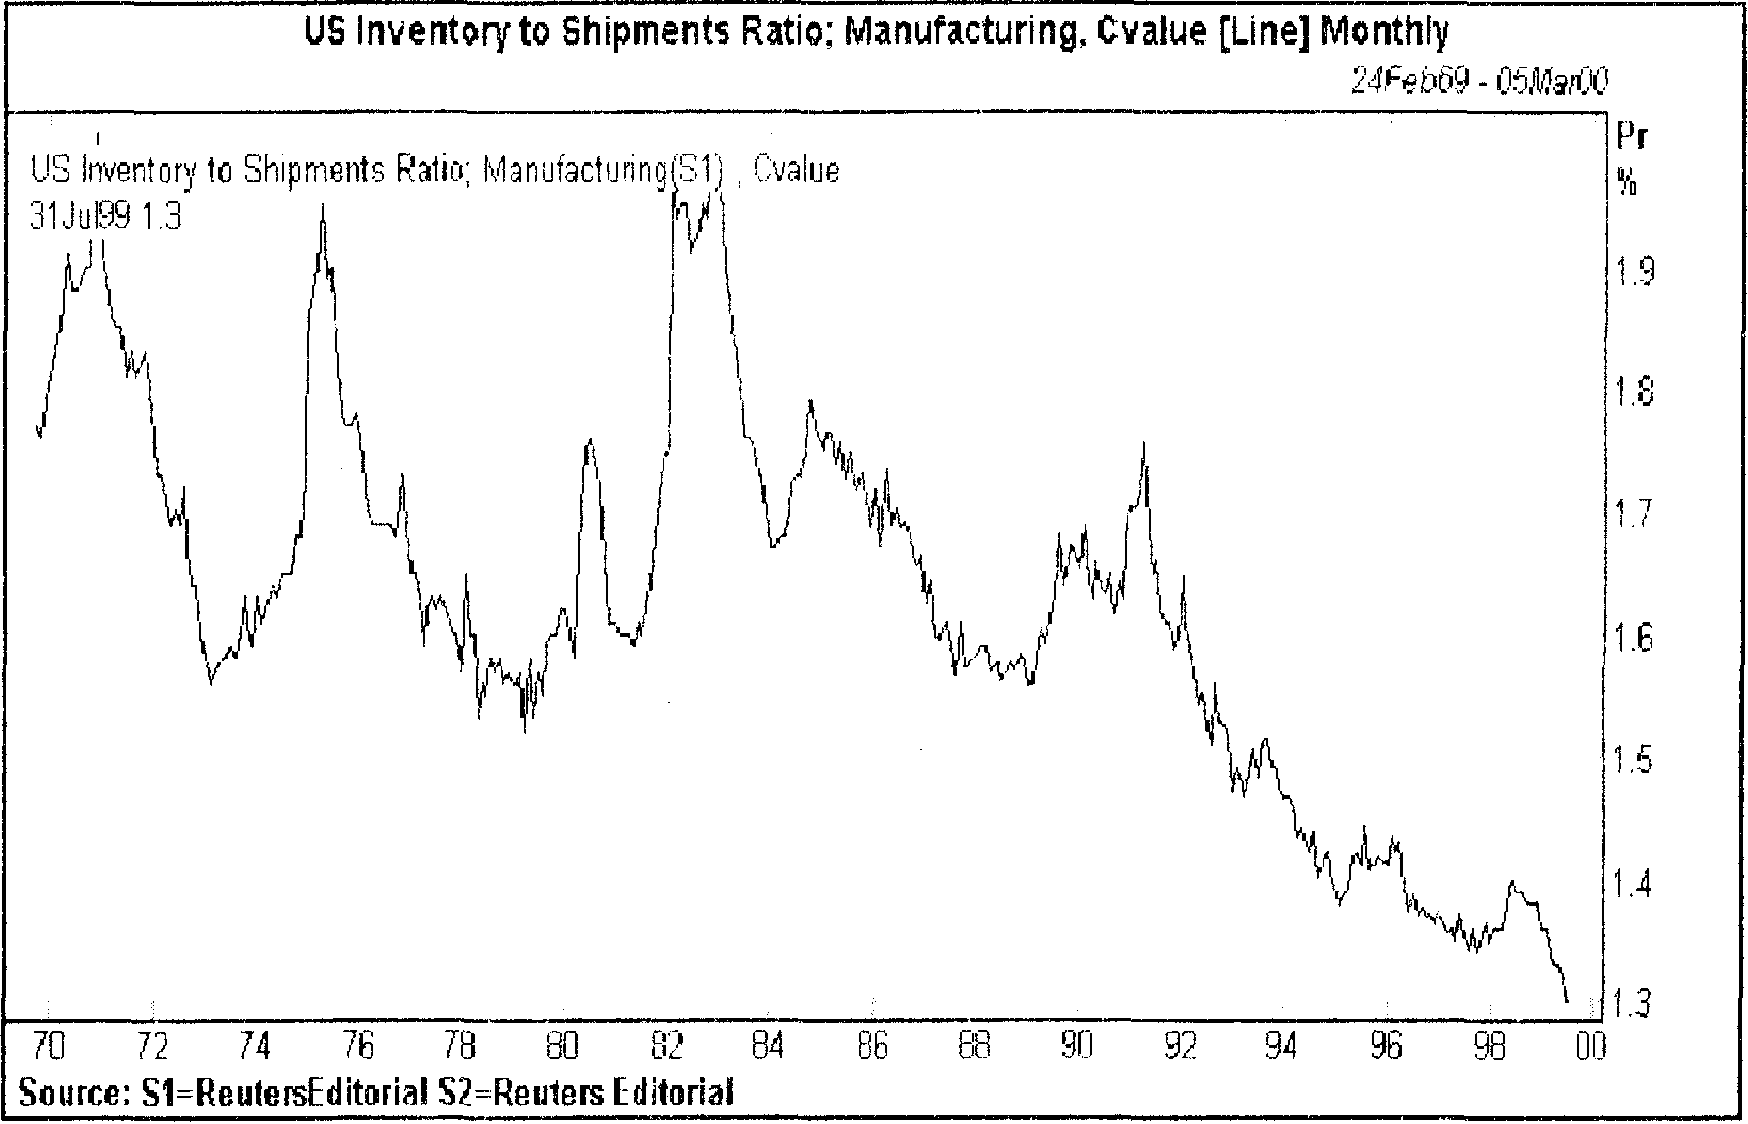 US Inventory to Shipments Ratio; Manufacturing, Cvalue [Line] Monthly
24Feb69 - 05Mar00
US Inventory to Shipments Ratio; Manufacturing(S1) , Cvalue
31Jul99 1.3
Pr
%
1.9
1.8
1.7
1.6
1.5
1.4
1.3
70 72 74 76 78 80 82 84 86 88 90 92 94 96 98 00
Source: S1=ReutersEditorial S2=Reuters Editorial